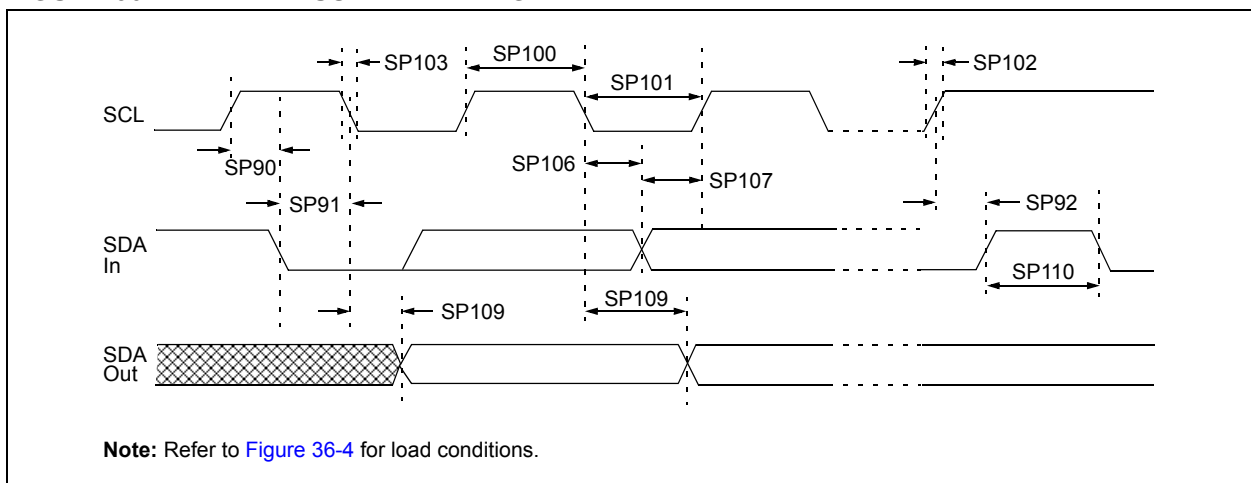 SP103
SP100
SP102
SP101
SCL
SP90
SP106
SP107
SP91
SP92
SDA
In
SP110
SP109
SP109
SDA
Out
Note: Refer to Figure 36-4 for load conditions.